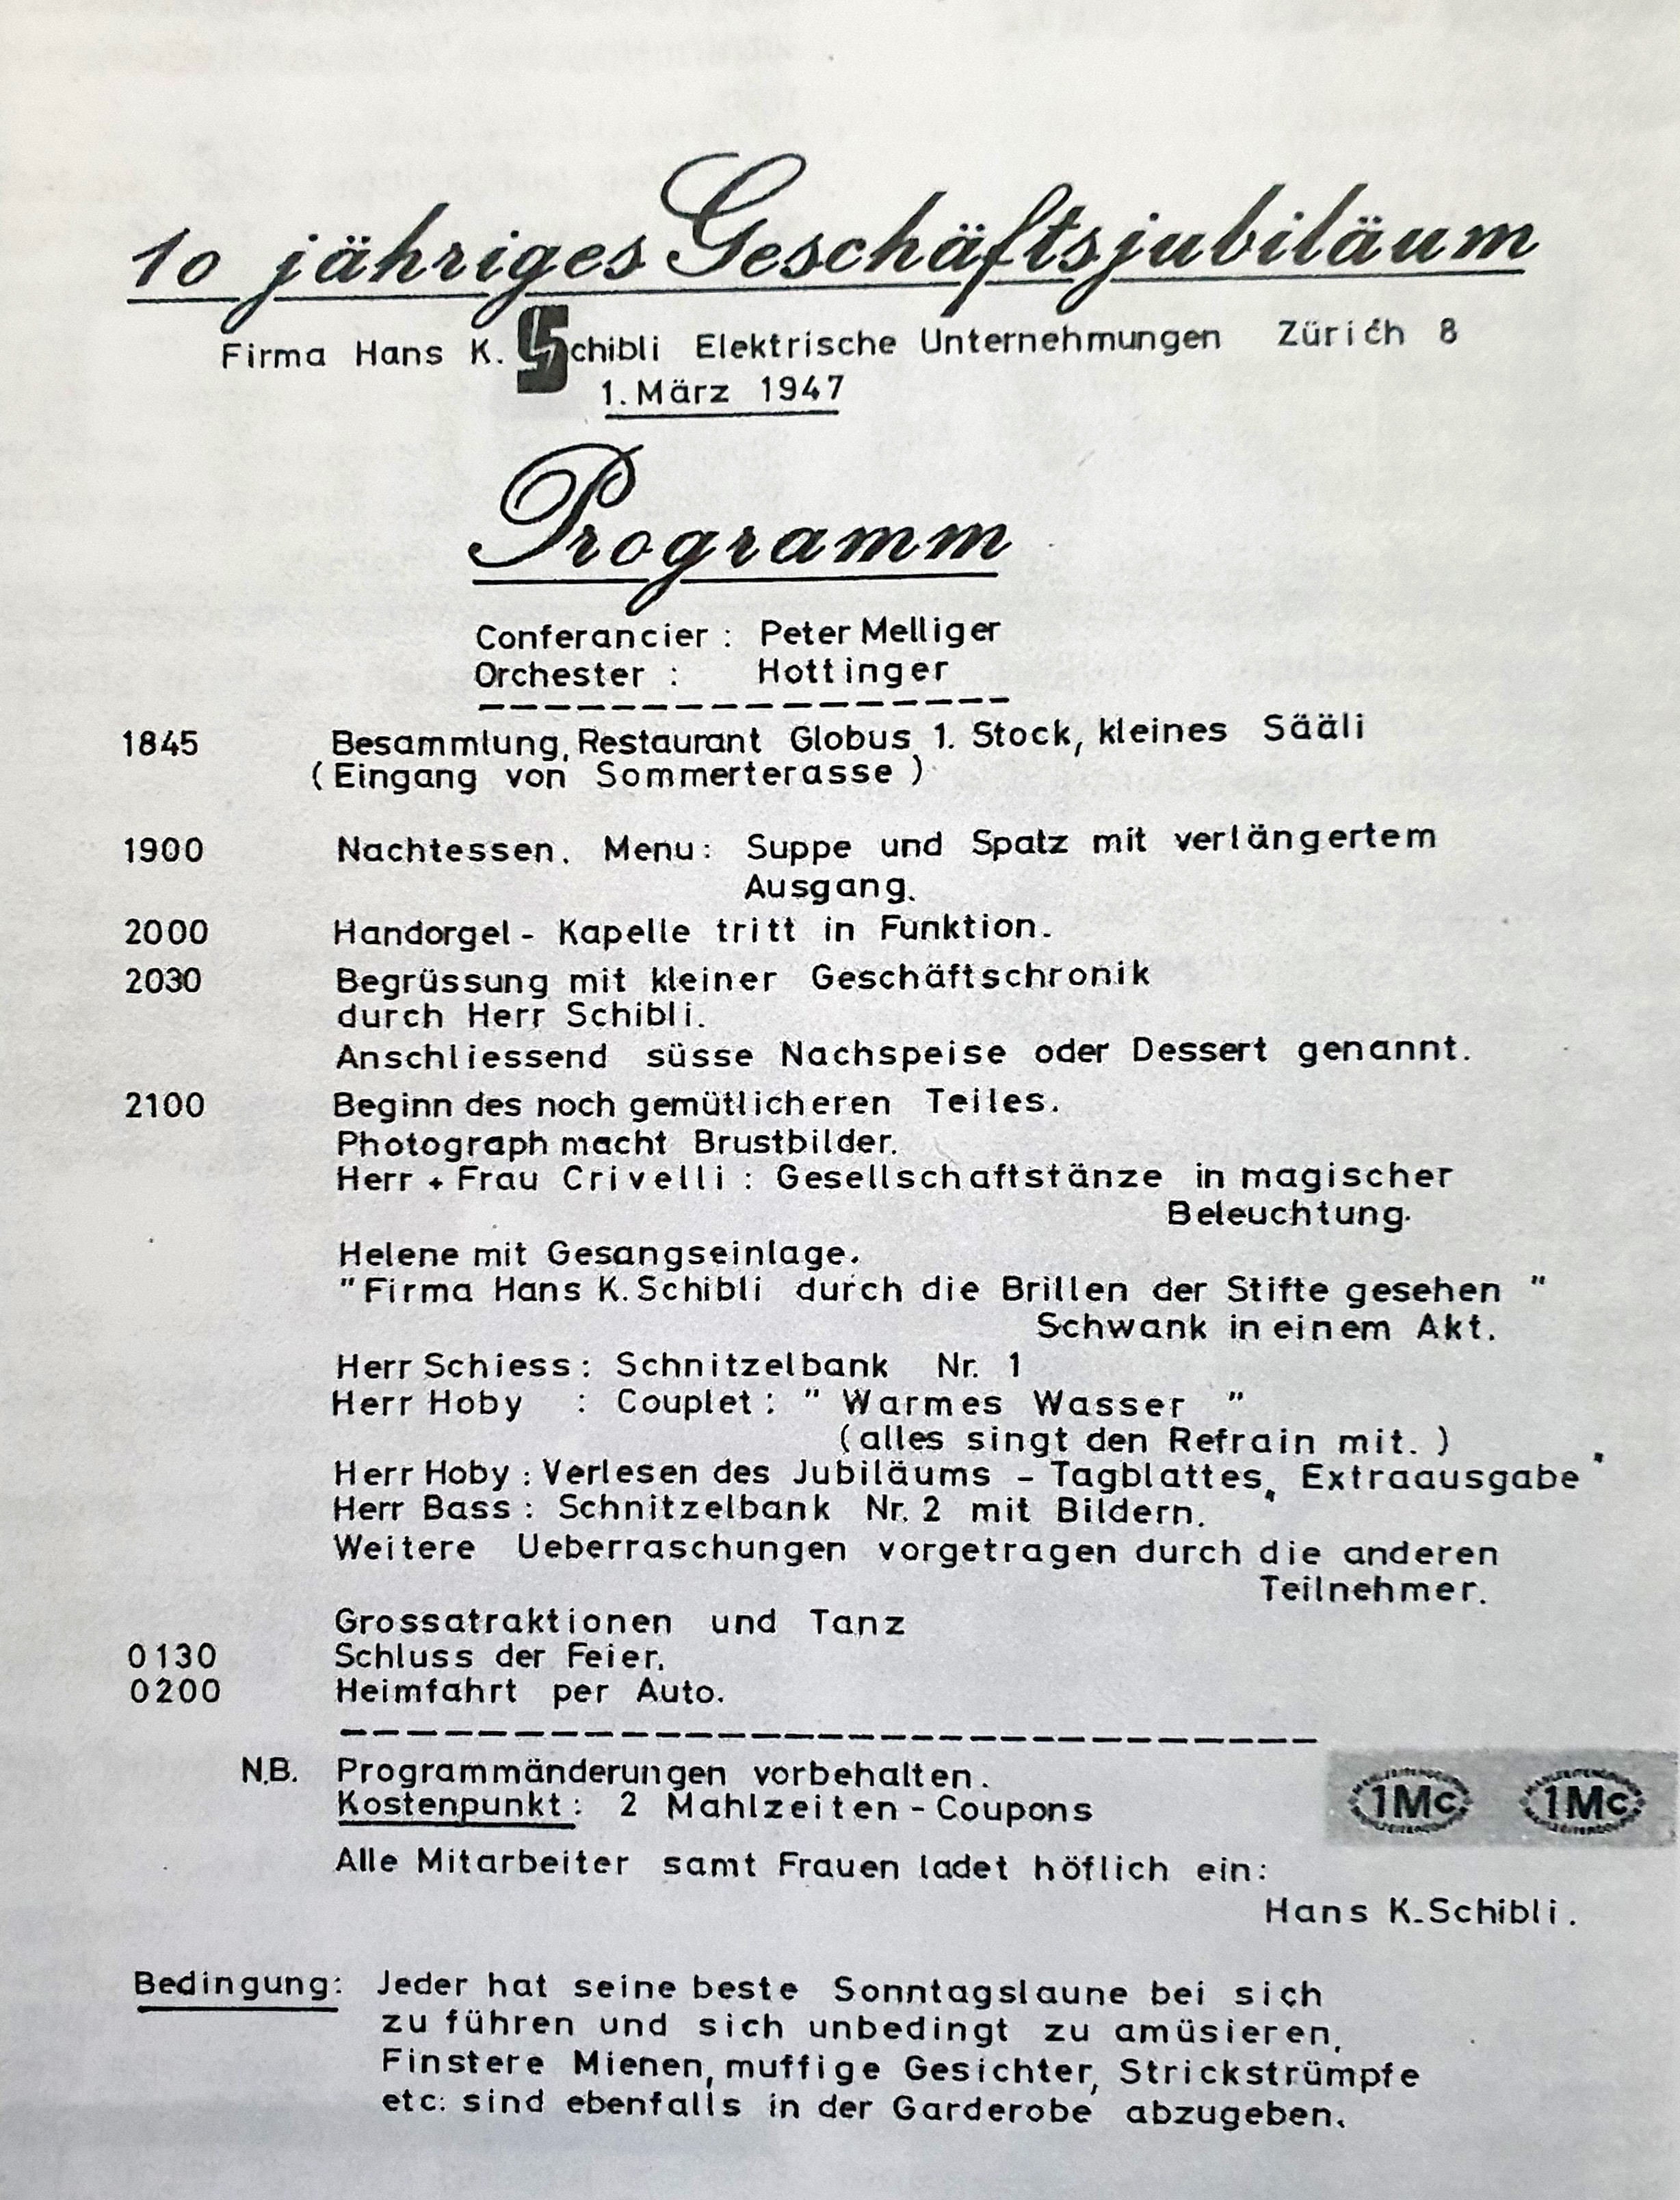 10 jähriges Geschäftsjubiläum
Firma Hans K. Schibli Elektrische Unternehmungen Zürich 8
1. März 1947
Programm
Conferancier : Peter Melliger
Orchester : Hottinger
1845 Besammlung, Restaurant Globus 1. Stock, kleines Sääli
(Eingang von Sommerterasse)
1900 Nachtessen. Menu: Suppe und Spatz mit verlängertem
Ausgang.
2000 Handorgel - Kapelle tritt in Funktion.
2030 Begrüssung mit kleiner Geschäftschronik
durch Herr Schibli.
Anschliessend süsse Nachspeise oder Dessert genannt.
2100 Beginn des noch gemütlicheren Teiles.
Photograph macht Brustbilder.
Herr + Frau Crivelli : Gesellschaftstänze in magischer
Beleuchtung.
Helene mit Gesangseinlage.
"Firma Hans K. Schibli durch die Brillen der Stifte gesehen"
Schwank in einem Akt.
Herr Schiess : Schnitzelbank Nr. 1
Herr Hoby : Couplet : "Warmes Wasser"
(alles singt den Refrain mit.)
Herr Hoby : Verlesen des Jubiläums - Tagblattes, Extraausgabe
Herr Bass : Schnitzelbank Nr. 2 mit Bildern.
Weitere Ueberraschungen vorgetragen durch die anderen
Teilnehmer.
Grossatraktionen und Tanz
0130 Schluss der Feier.
0200 Heimfahrt per Auto.
N.B. Programmänderungen vorbehalten.
Kostenpunkt : 2 Mahlzeiten - Coupons
1 Mc 1 Mc
Alle Mitarbeiter samt Frauen ladet höflich ein:
Hans K. Schibli.
Bedingung: Jeder hat seine beste Sonntagslaune bei sich
zu führen und sich unbedingt zu amüsieren,
Finstere Mienen, muffige Gesichter, Strickstrümpfe
etc. sind ebenfalls in der Garderobe abzugeben.